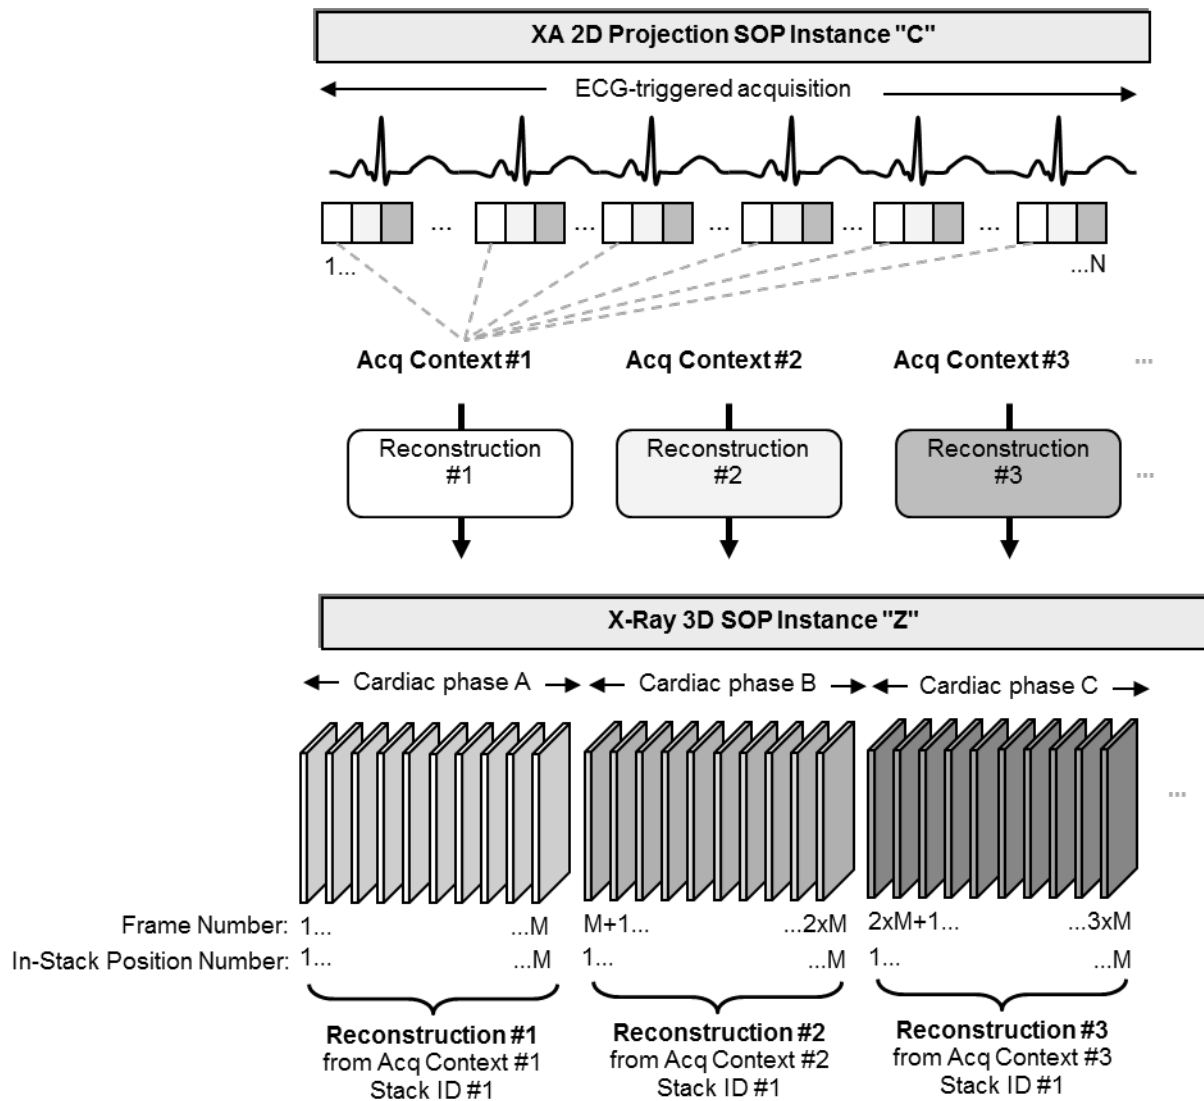 XA 2D Projection SOP Instance "C"
ECG-triggered acquisition
... ... ... ... ...
1... ...N
Acq Context #1 Acq Context #2 Acq Context #3 ...
Reconstruction #1 Reconstruction #2 Reconstruction #3 ...
X-Ray 3D SOP Instance "Z"
Cardiac phase A Cardiac phase B Cardiac phase C
...
Frame Number: 1... ...M M+1... ...2xM 2xM+1... ...3xM
In-Stack Position Number: 1... ...M 1... ...M 1... ...M
Reconstruction #1 Reconstruction #2 Reconstruction #3
from Acq Context #1 from Acq Context #2 from Acq Context #3
Stack ID #1 Stack ID #1 Stack ID #1